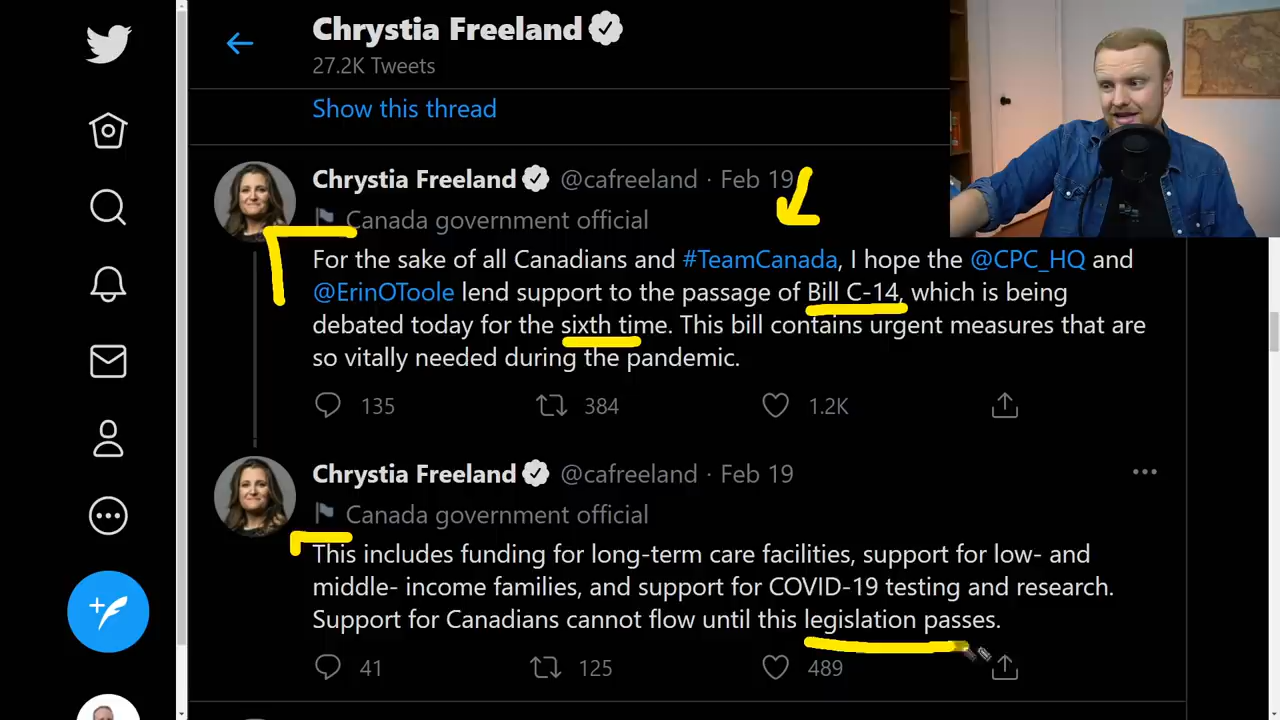 Chrystia Freeland
27.2K Tweets
Show this thread
Chrystia Freeland @cafreeland · Feb 19
Canada government official
For the sake of all Canadians and #TeamCanada, I hope the @CPC_HQ and
@ErinOToole lend support to the passage of Bill C-14, which is being
debated today for the sixth time. This bill contains urgent measures that are
so vitally needed during the pandemic.
135 384 1.2K
Chrystia Freeland @cafreeland · Feb 19
Canada government official
This includes funding for long-term care facilities, support for low- and
middle- income families, and support for COVID-19 testing and research.
Support for Canadians cannot flow until this legislation passes.
41 125 489